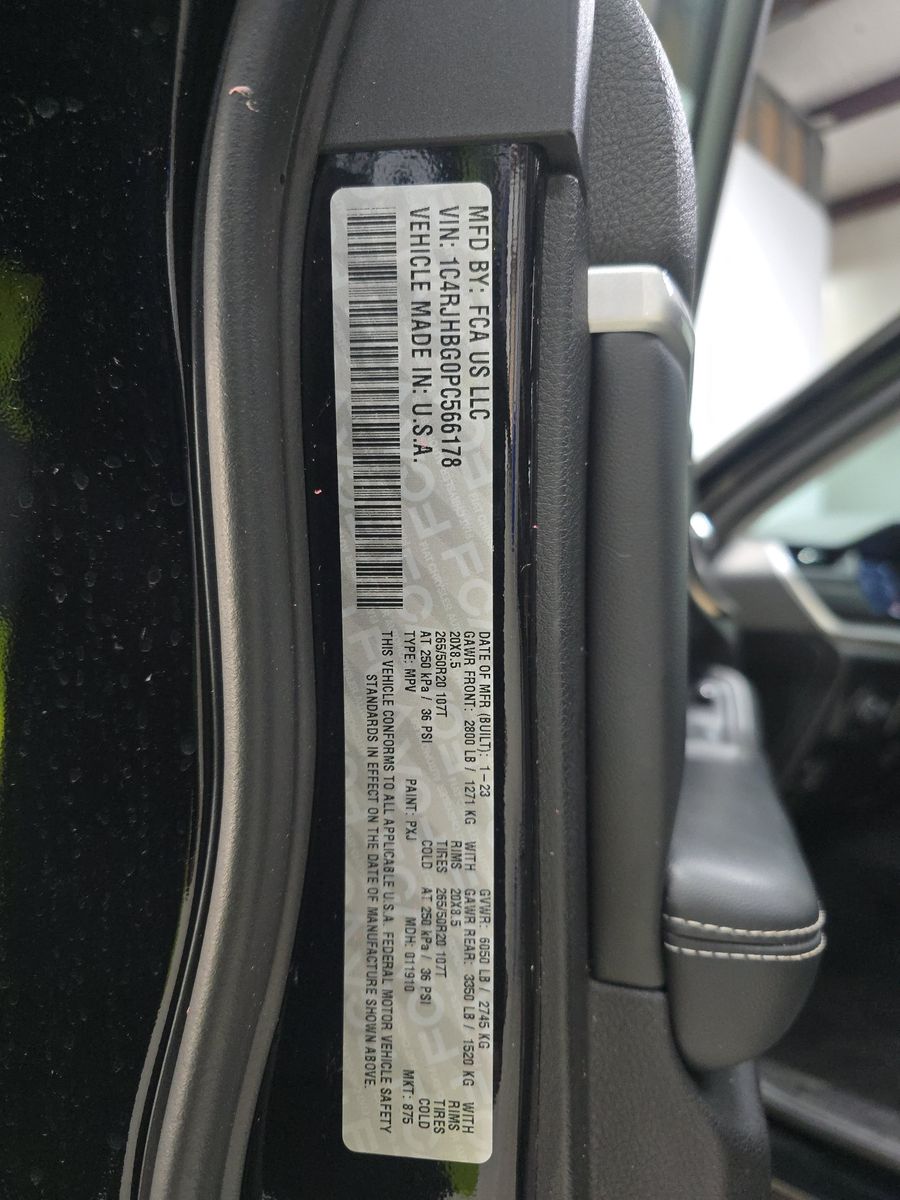 MFD BY: FCA US LLC
VIN: 1C4RJHBG0PC566178
VEHICLE MADE IN: U.S.A.
DATE OF MFR (BUILT): 1-23 GVWR: 6050 LB / 2745 KG
GAWR FRONT: 2800 LB / 1271 KG WITH GAWR REAR: 3350 LB / 1520 KG WITH
20X8.5 RIMS 20X8.5 RIMS
265/50R20 107T TIRES 265/50R20 107T TIRES
AT 250 kPa / 36 PSI COLD AT 250 kPa / 36 PSI COLD
TYPE: MPV PAINT: PXJ MDH: 011910 MKT: 875
THIS VEHICLE CONFORMS TO ALL APPLICABLE U.S.A. FEDERAL MOTOR VEHICLE SAFETY
STANDARDS IN EFFECT ON THE DATE OF MANUFACTURE SHOWN ABOVE.